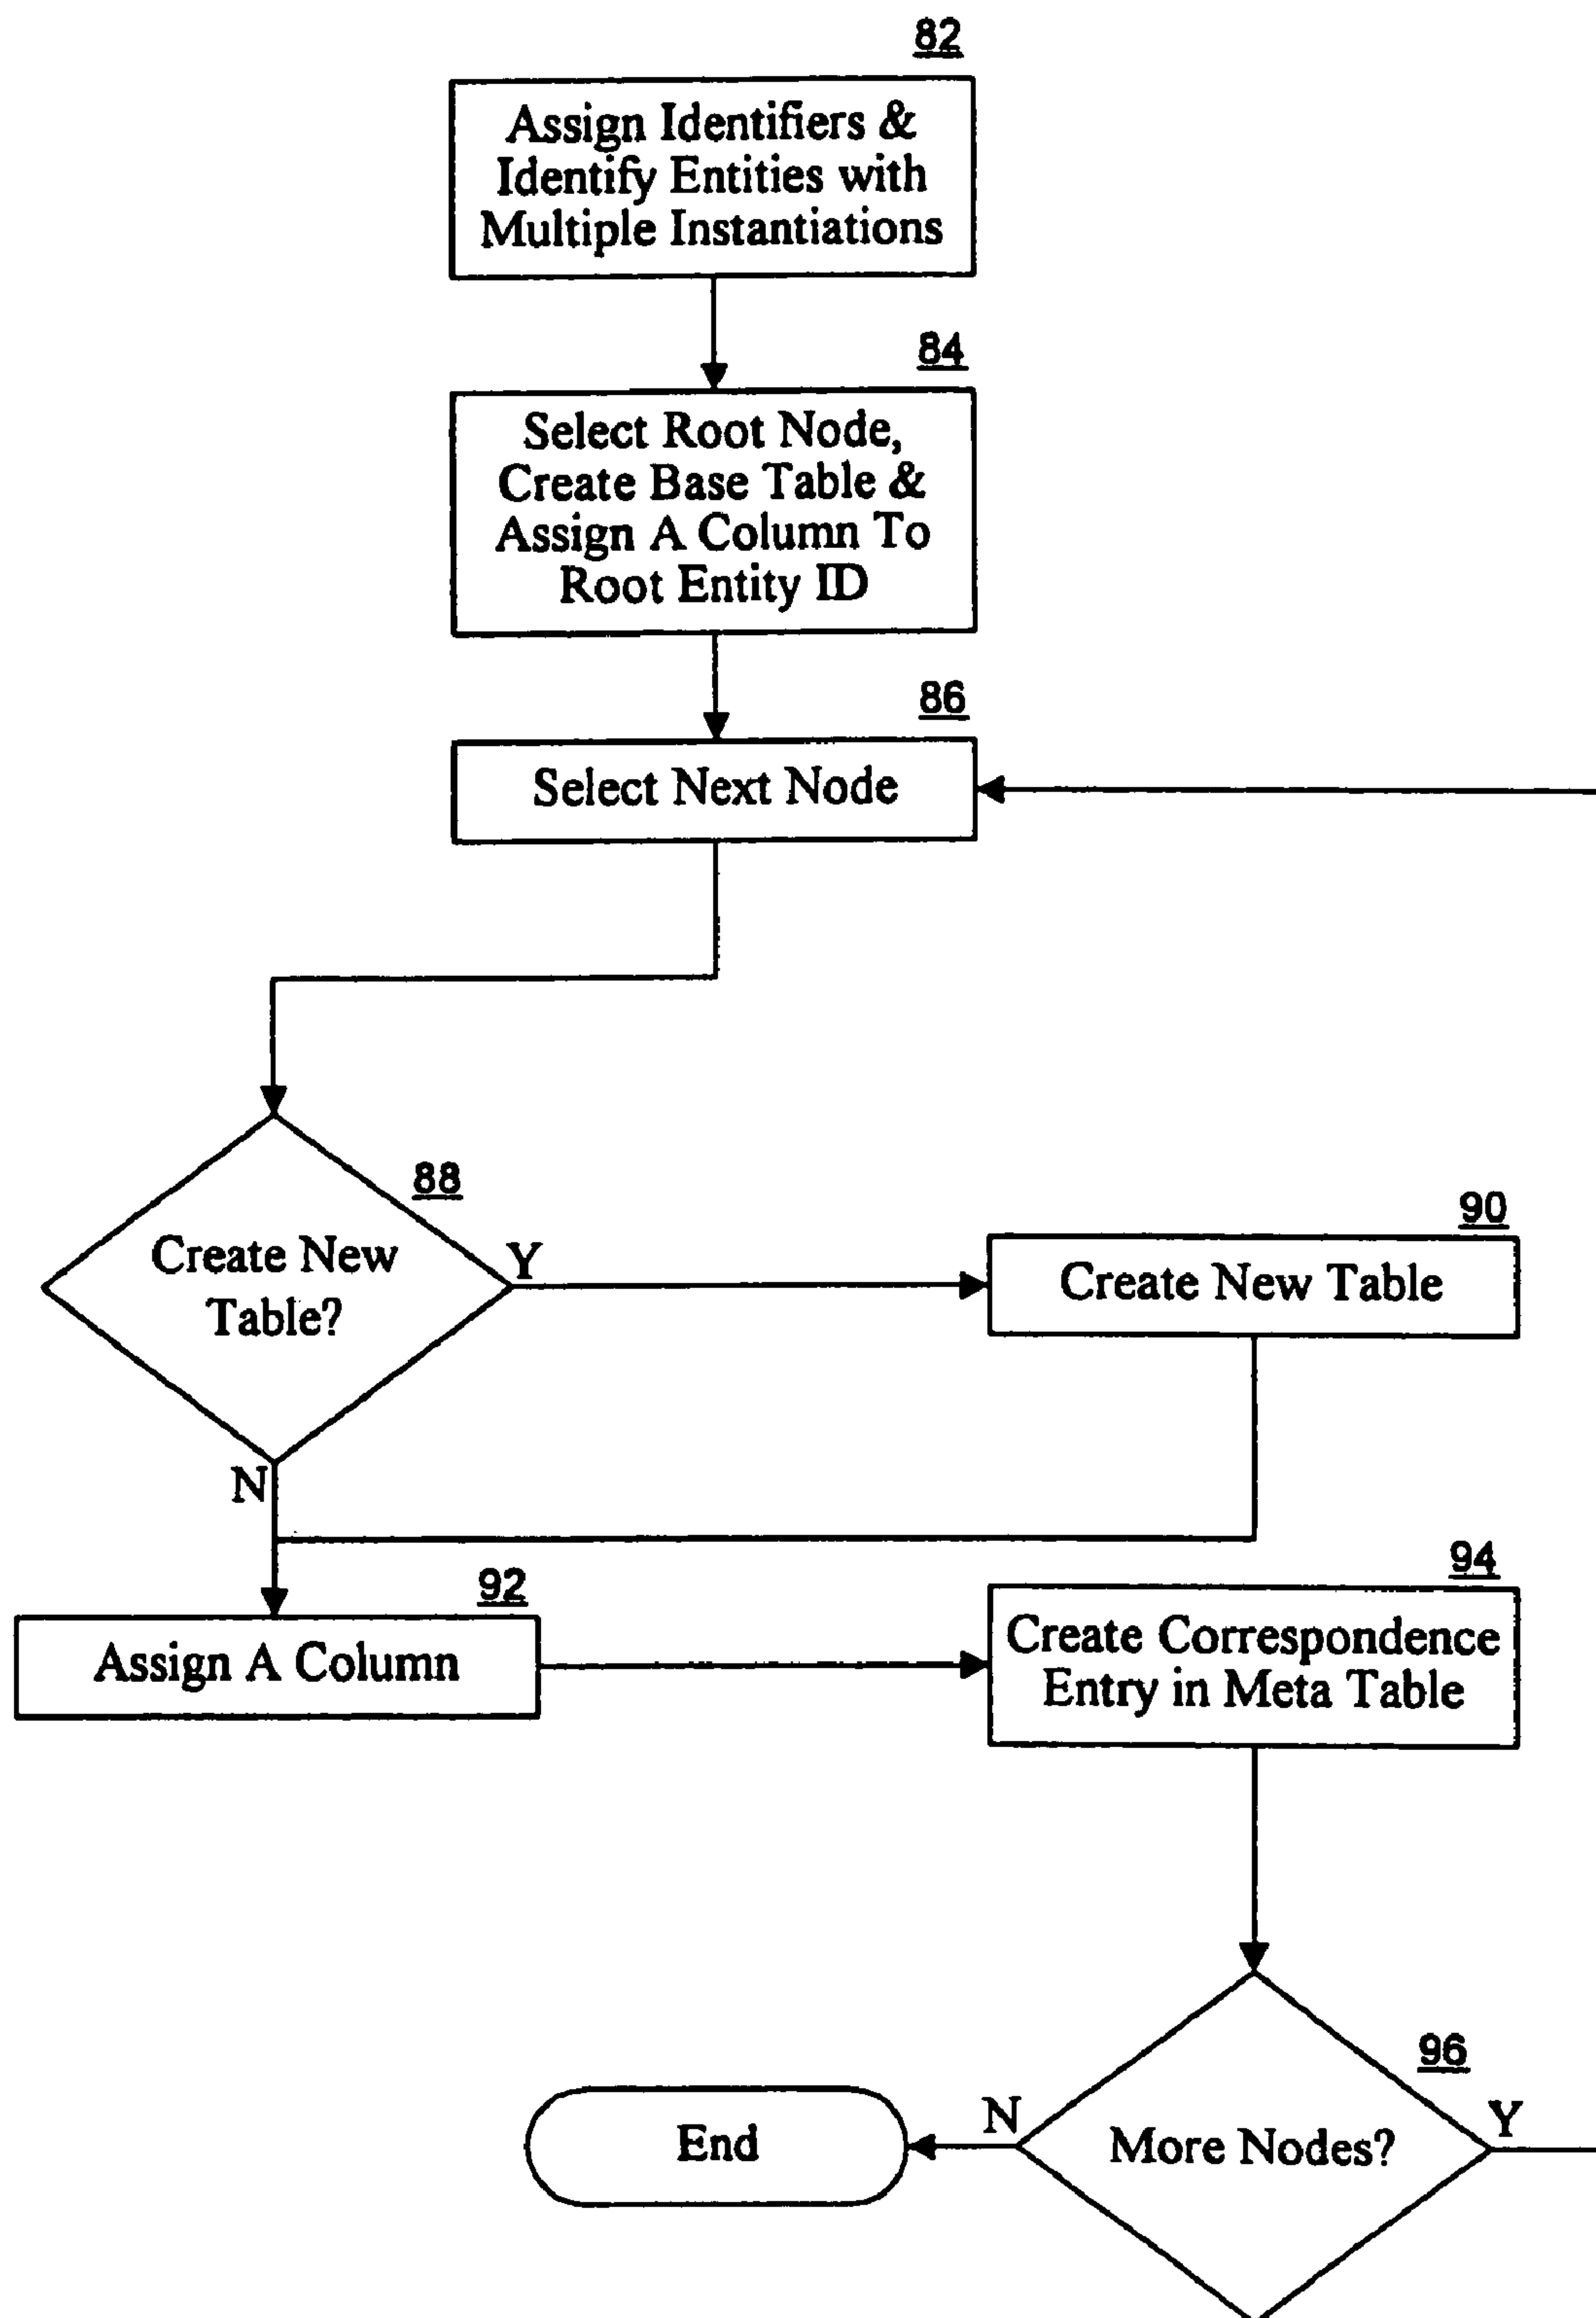 82
Assign Identifiers &
Identify Entities with
Multiple Instantiations
84
Select Root Node,
Create Base Table &
Assign A Column To
Root Entity ID
86
Select Next Node
88
Create New
Table?
Y
N
90
Create New Table
92
Assign A Column
94
Create Correspondence
Entry in Meta Table
96
More Nodes?
N
Y
End